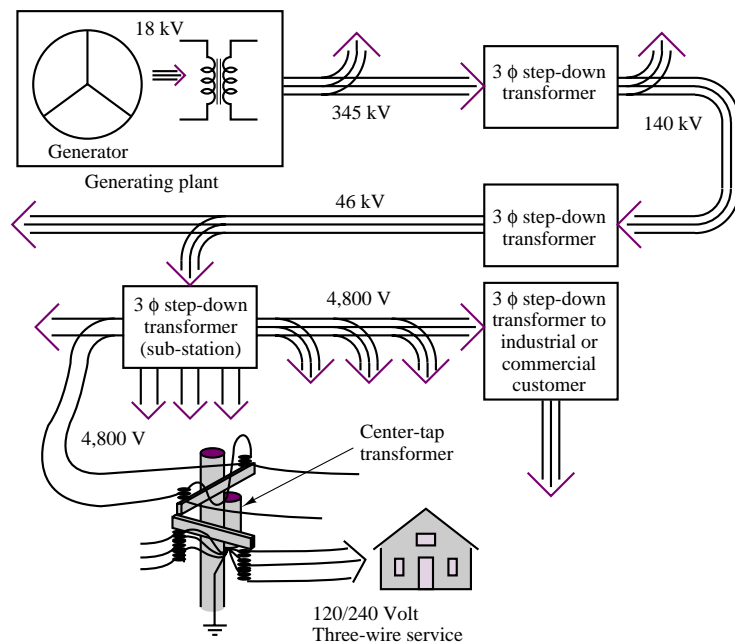 18 kV
Generator
Generating plant
345 kV
3 ϕ step-down
transformer
140 kV
46 kV
3 ϕ step-down
transformer
3 ϕ step-down
transformer
(sub-station)
4,800 V
3 ϕ step-down
transformer to
industrial or
commercial
customer
4,800 V
Center-tap
transformer
120/240 Volt
Three-wire service